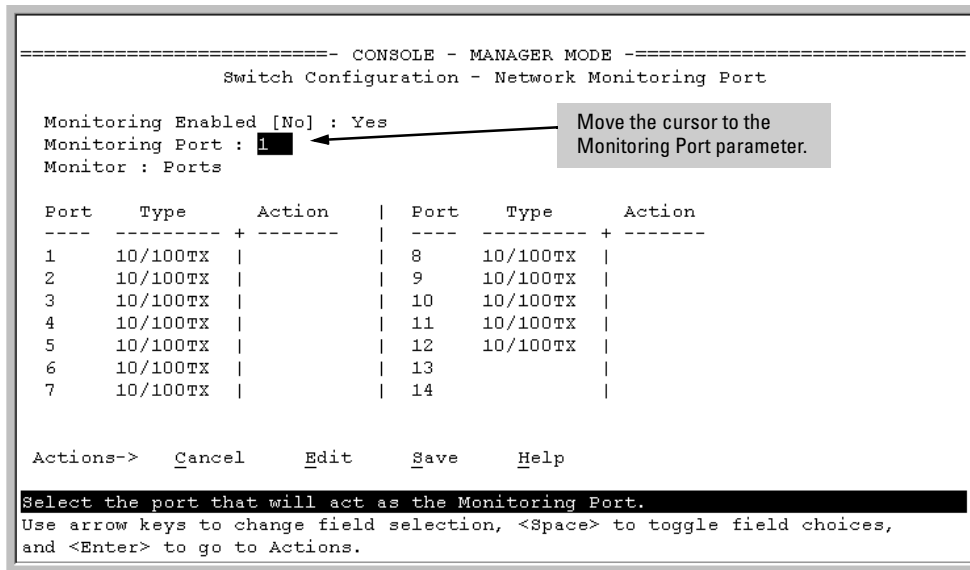 ==========================- CONSOLE - MANAGER MODE -============================
Switch Configuration - Network Monitoring Port
Monitoring Enabled [No] : Yes
Monitoring Port : 1
Move the cursor to the
Monitoring Port parameter.
Monitor : Ports
Port Type Action | Port Type Action
---- --------- + ------- | ---- --------- + -------
1 10/100TX | | 8 10/100TX |
2 10/100TX | | 9 10/100TX |
3 10/100TX | | 10 10/100TX |
4 10/100TX | | 11 10/100TX |
5 10/100TX | | 12 10/100TX |
6 10/100TX | | 13 |
7 10/100TX | | 14 |
Actions-> Cancel Edit Save Help
Select the port that will act as the Monitoring Port.
Use arrow keys to change field selection, <Space> to toggle field choices,
and <Enter> to go to Actions.